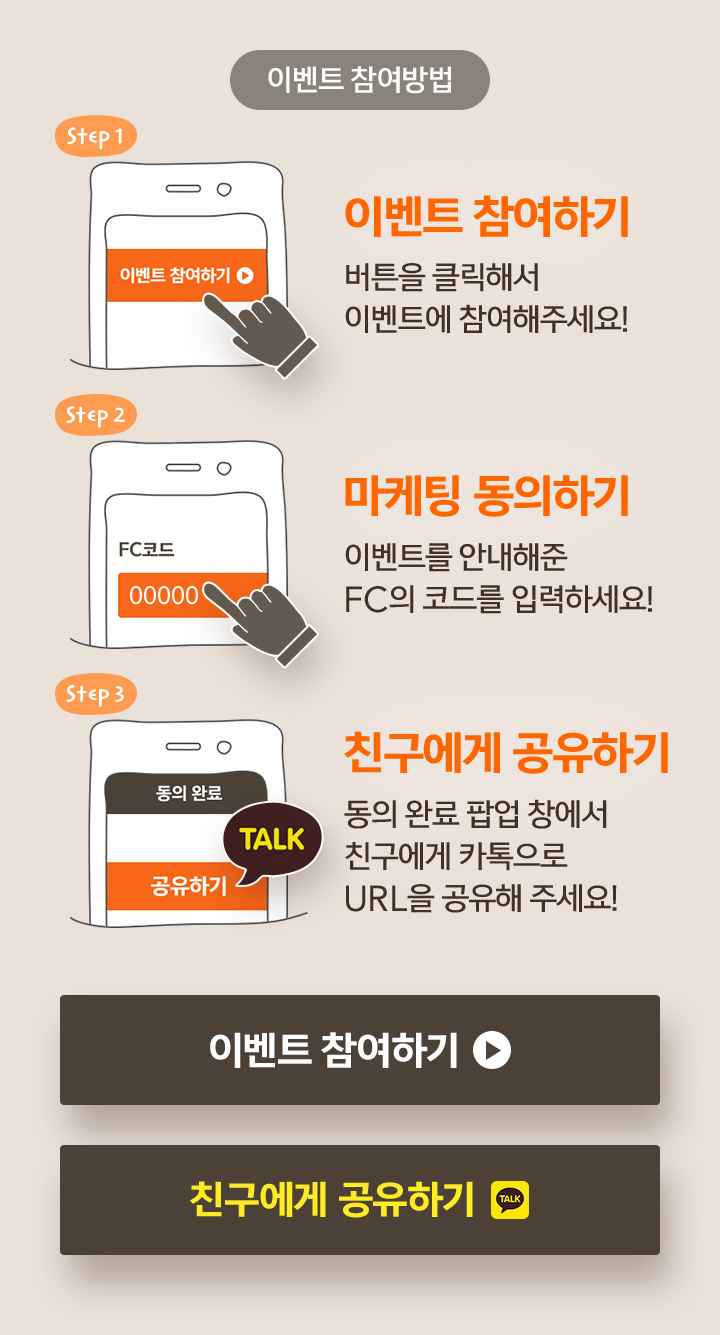 이벤트 참여방법
Step 1
이벤트 참여하기
이벤트 참여하기
버튼을 클릭해서
이벤트에 참여해주세요!
Step 2
FC코드
00000
마케팅 동의하기
이벤트를 안내해준
FC의 코드를 입력하세요!
Step 3
동의 완료
TALK
공유하기
친구에게 공유하기
동의 완료 팝업 창에서
친구에게 카톡으로
URL을 공유해 주세요!
이벤트 참여하기
친구에게 공유하기 TALK